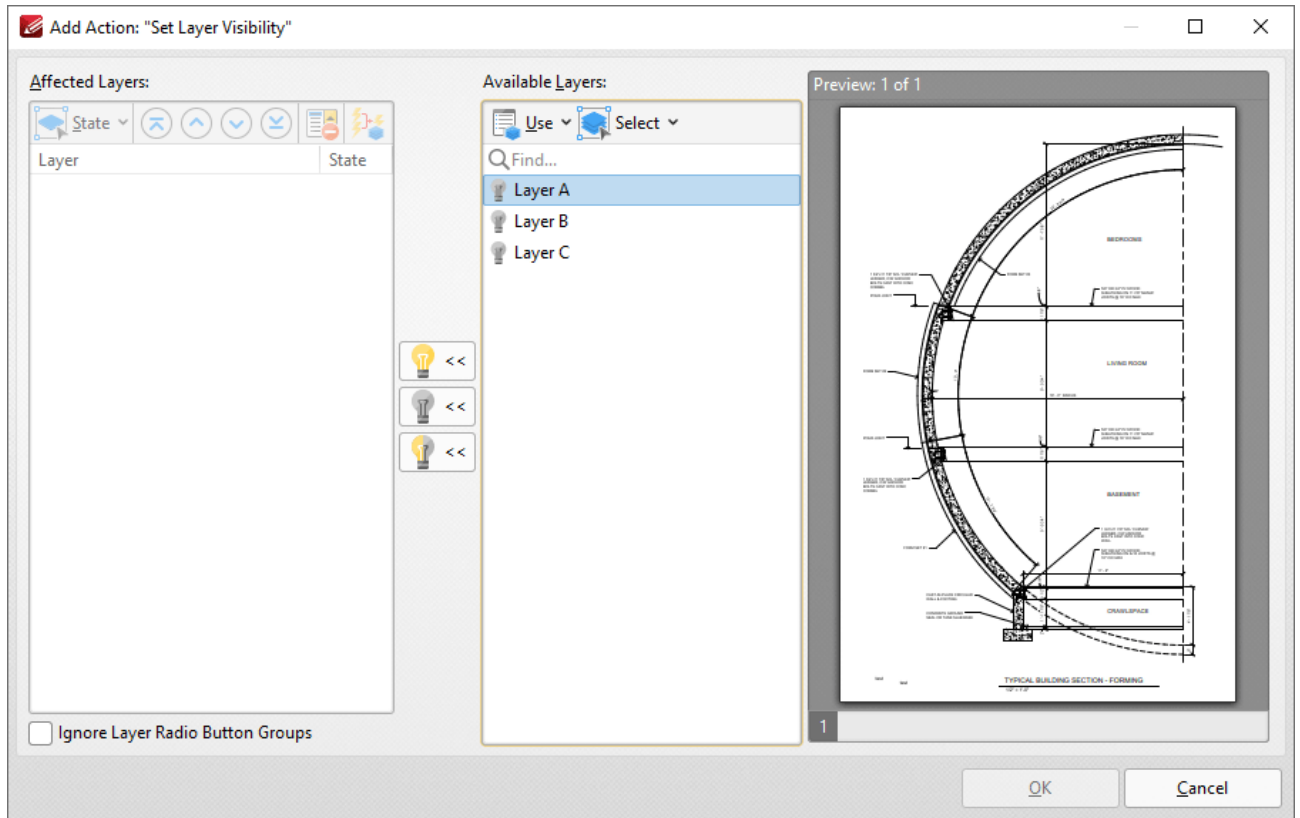 Add Action: "Set Layer Visibility"
Affected Layers:
State
Layer State
Ignore Layer Radio Button Groups
<<
<<
<<
Available Layers:
Use Select
Find...
Layer A
Layer B
Layer C
Preview: 1 of 1
BEDROOMS
LIVING ROOM
BASEMENT
CRAWLSPACE
TYPICAL BUILDING SECTION - FORMING
1
OK Cancel